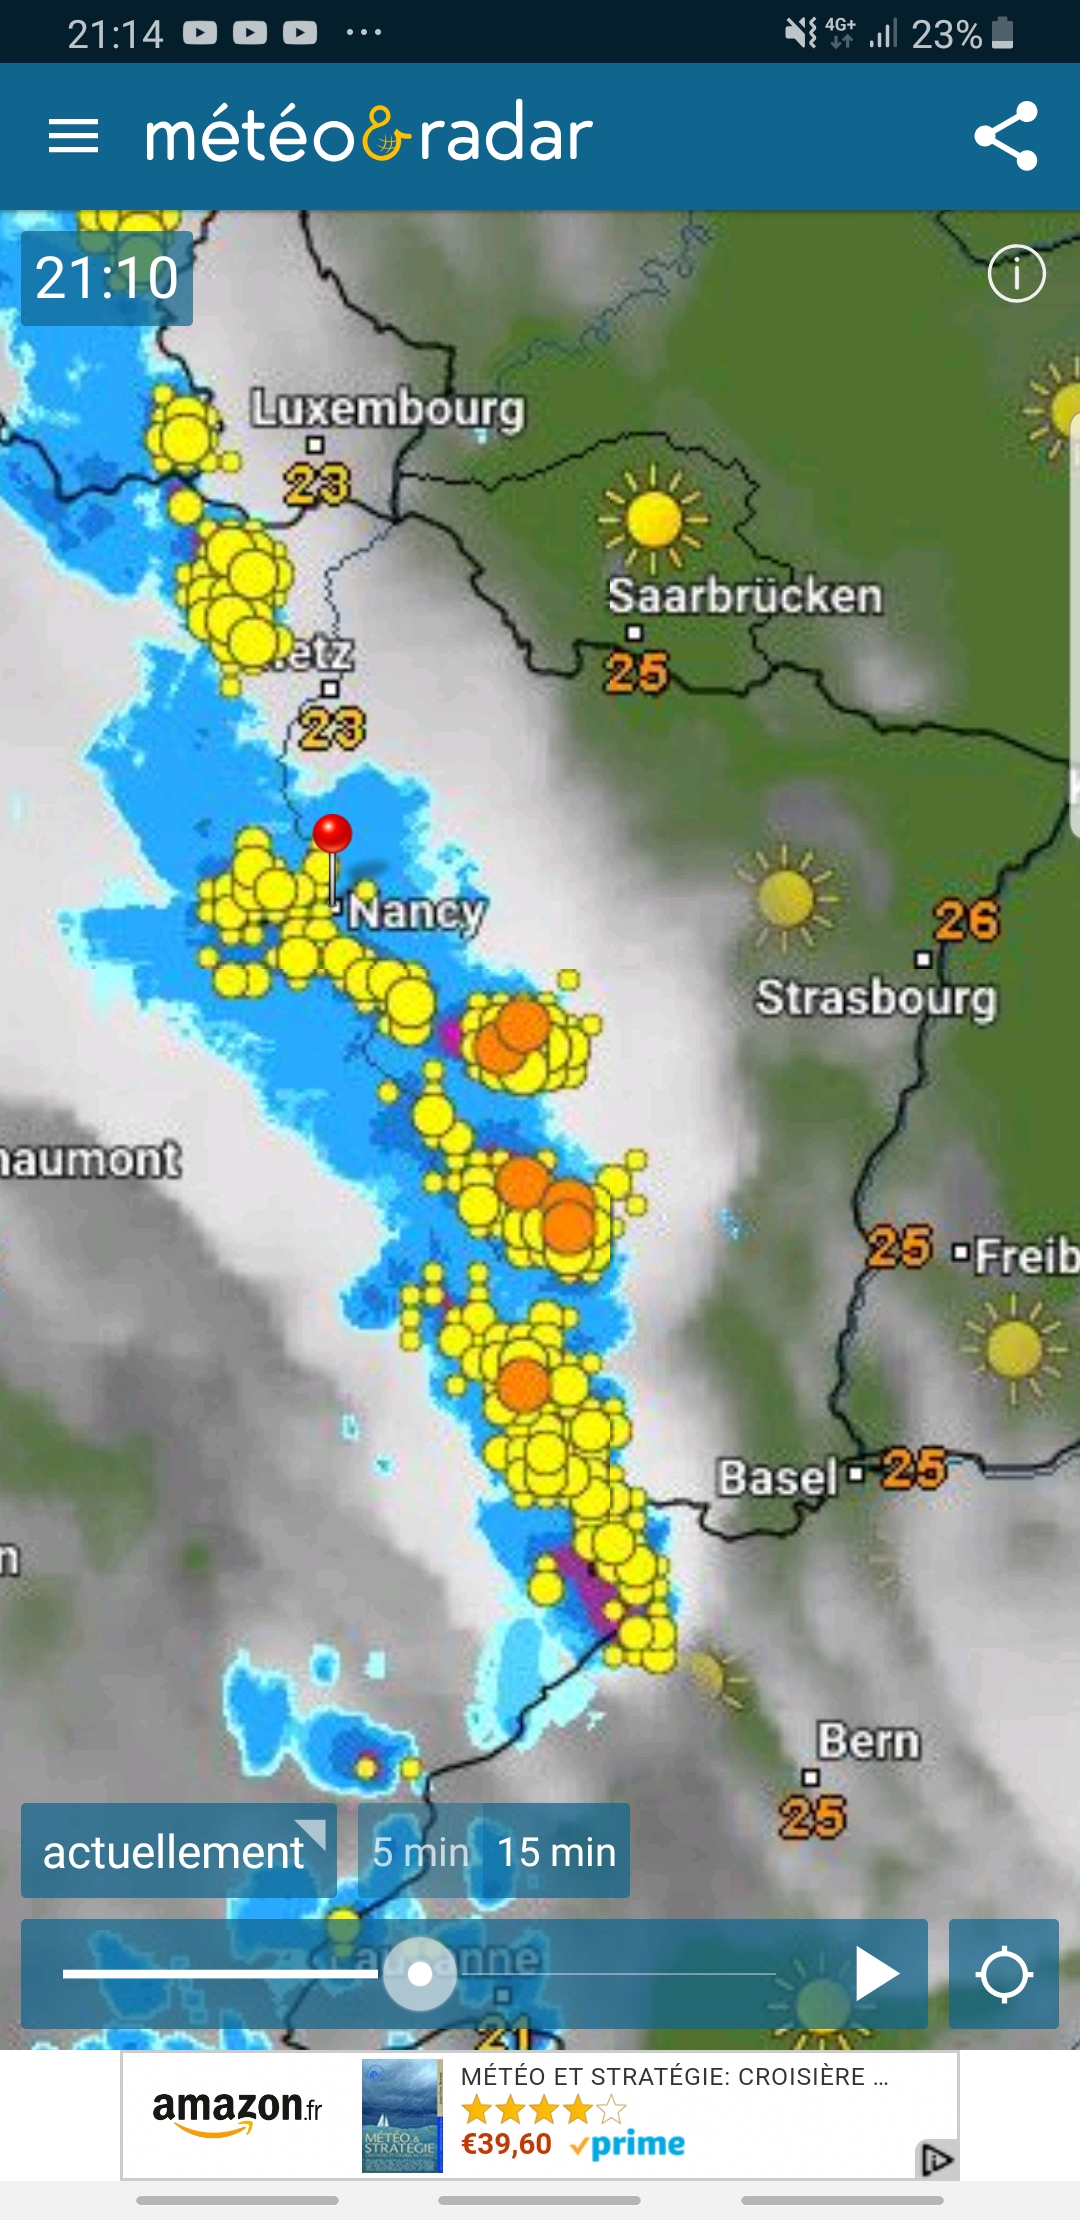 21:14
4G+
23%
météo&radar
21:10
Luxembourg
23
Saarbrücken
25
etz
23
Nancy
26
Strasbourg
haumont
25
Freib
Basel
25
n
Bern
25
actuellement
5 min
15 min
Lausanne
21
amazon.fr
MÉTÉO &
STRATÉGIE
MÉTÉO ET STRATÉGIE: CROISIÈRE ...
€39,60
prime